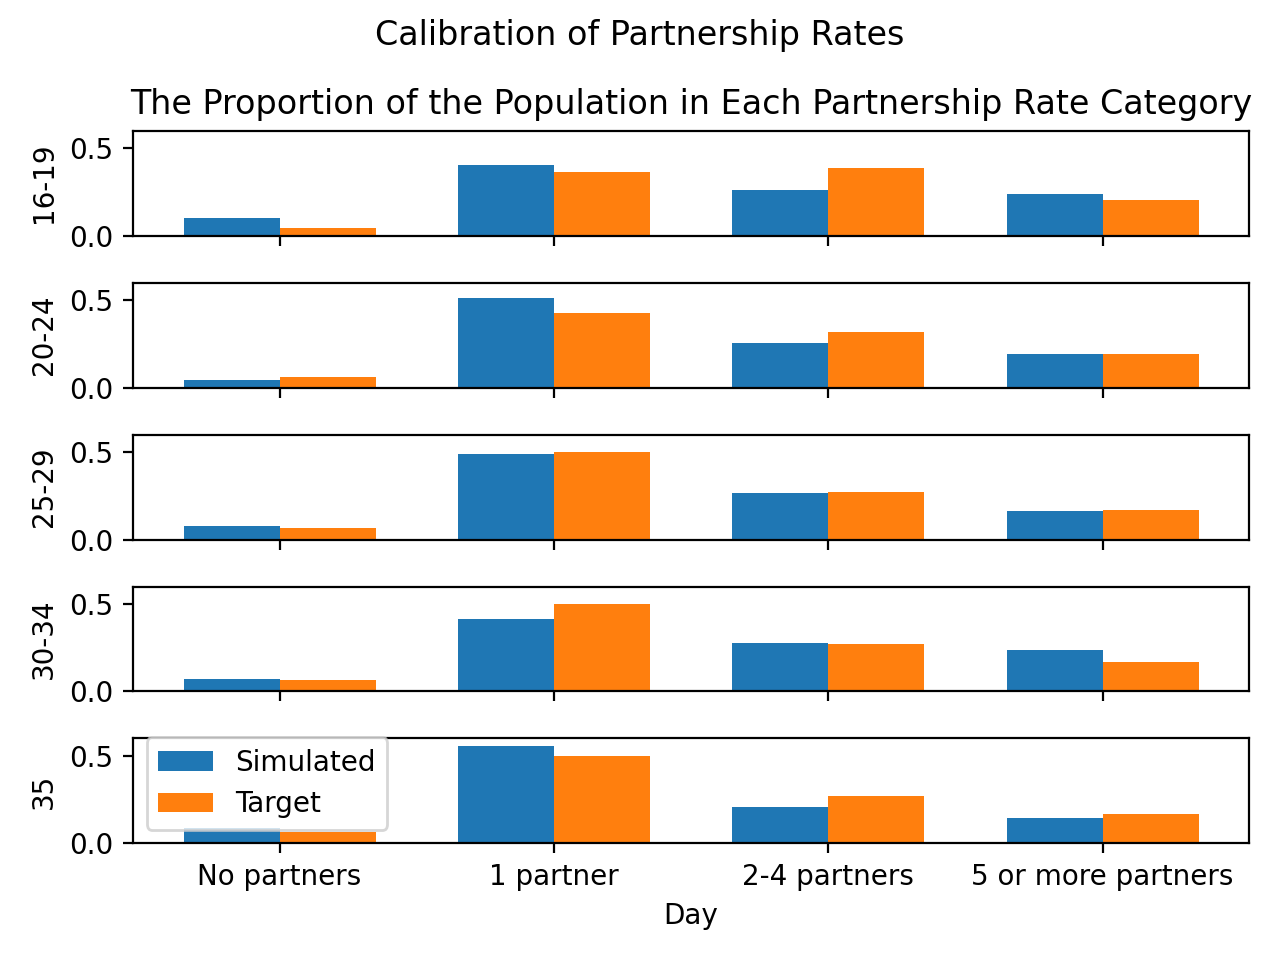 Calibration of Partnership Rates
The Proportion of the Population in Each Partnership Rate Category
16-19
0.5
0.0
20-24
0.5
0.0
25-29
0.5
0.0
30-34
0.5
0.0
35
0.5
0.0
Simulated
Target
No partners 1 partner 2-4 partners 5 or more partners
Day